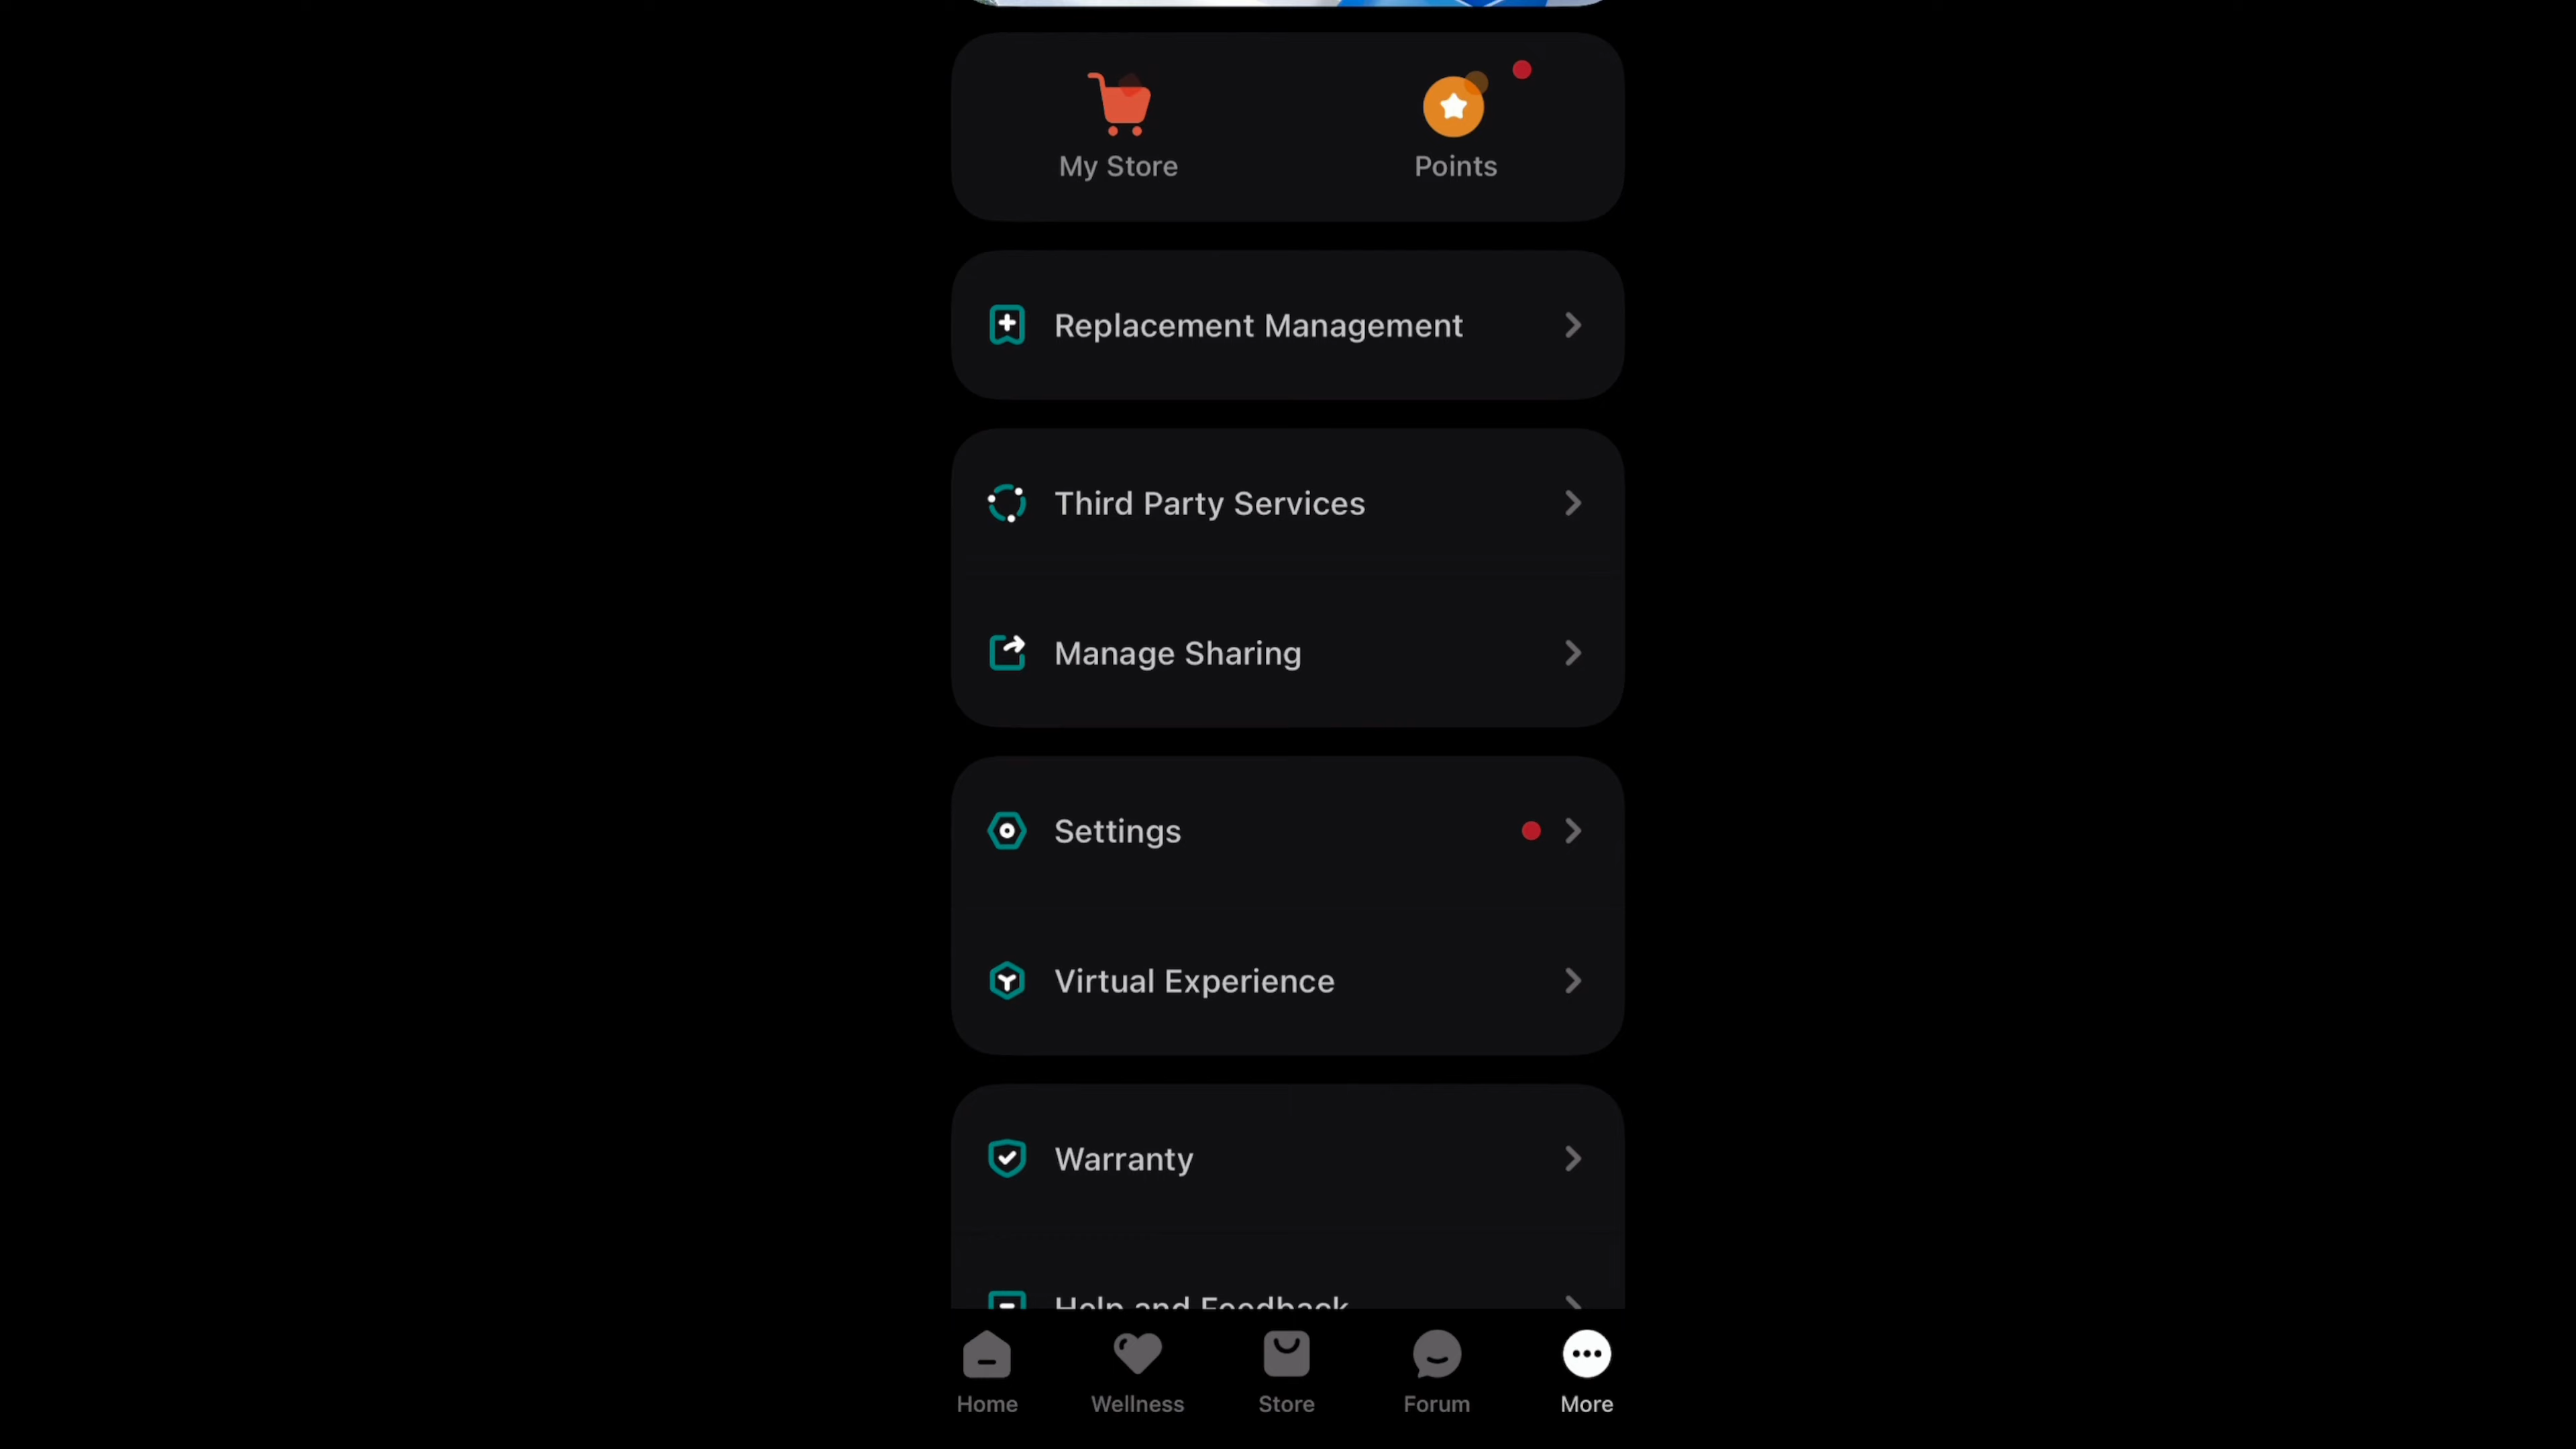 My Store
Points
Replacement Management
Third Party Services
Manage Sharing
Settings
Virtual Experience
Warranty
Help and Feedback
Home
Wellness
Store
Forum
More